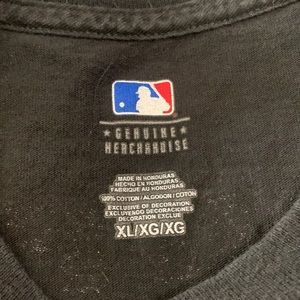 ★ GENUINE ★
MERCHANDISE
MADE IN HONDURAS
HECHO EN HONDURAS
FABRIQUE AU HONDURAS
100% COTTON / ALGODON / COTON
EXCLUSIVE OF DECORATION
EXCLUYENDO DECORACIONES
DECORATION EXCLUE
XL/XG/XG